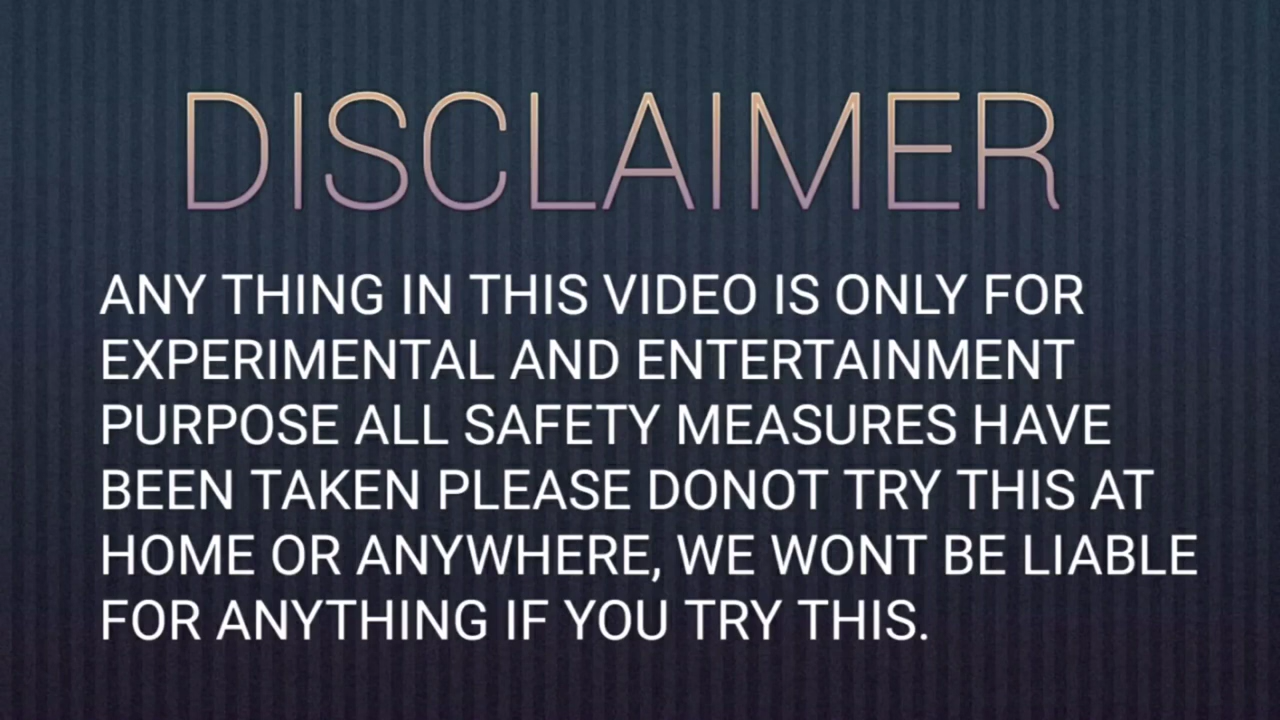 DISCLAIMER
ANY THING IN THIS VIDEO IS ONLY FOR
EXPERIMENTAL AND ENTERTAINMENT
PURPOSE ALL SAFETY MEASURES HAVE
BEEN TAKEN PLEASE DONOT TRY THIS AT
HOME OR ANYWHERE, WE WONT BE LIABLE
FOR ANYTHING IF YOU TRY THIS.